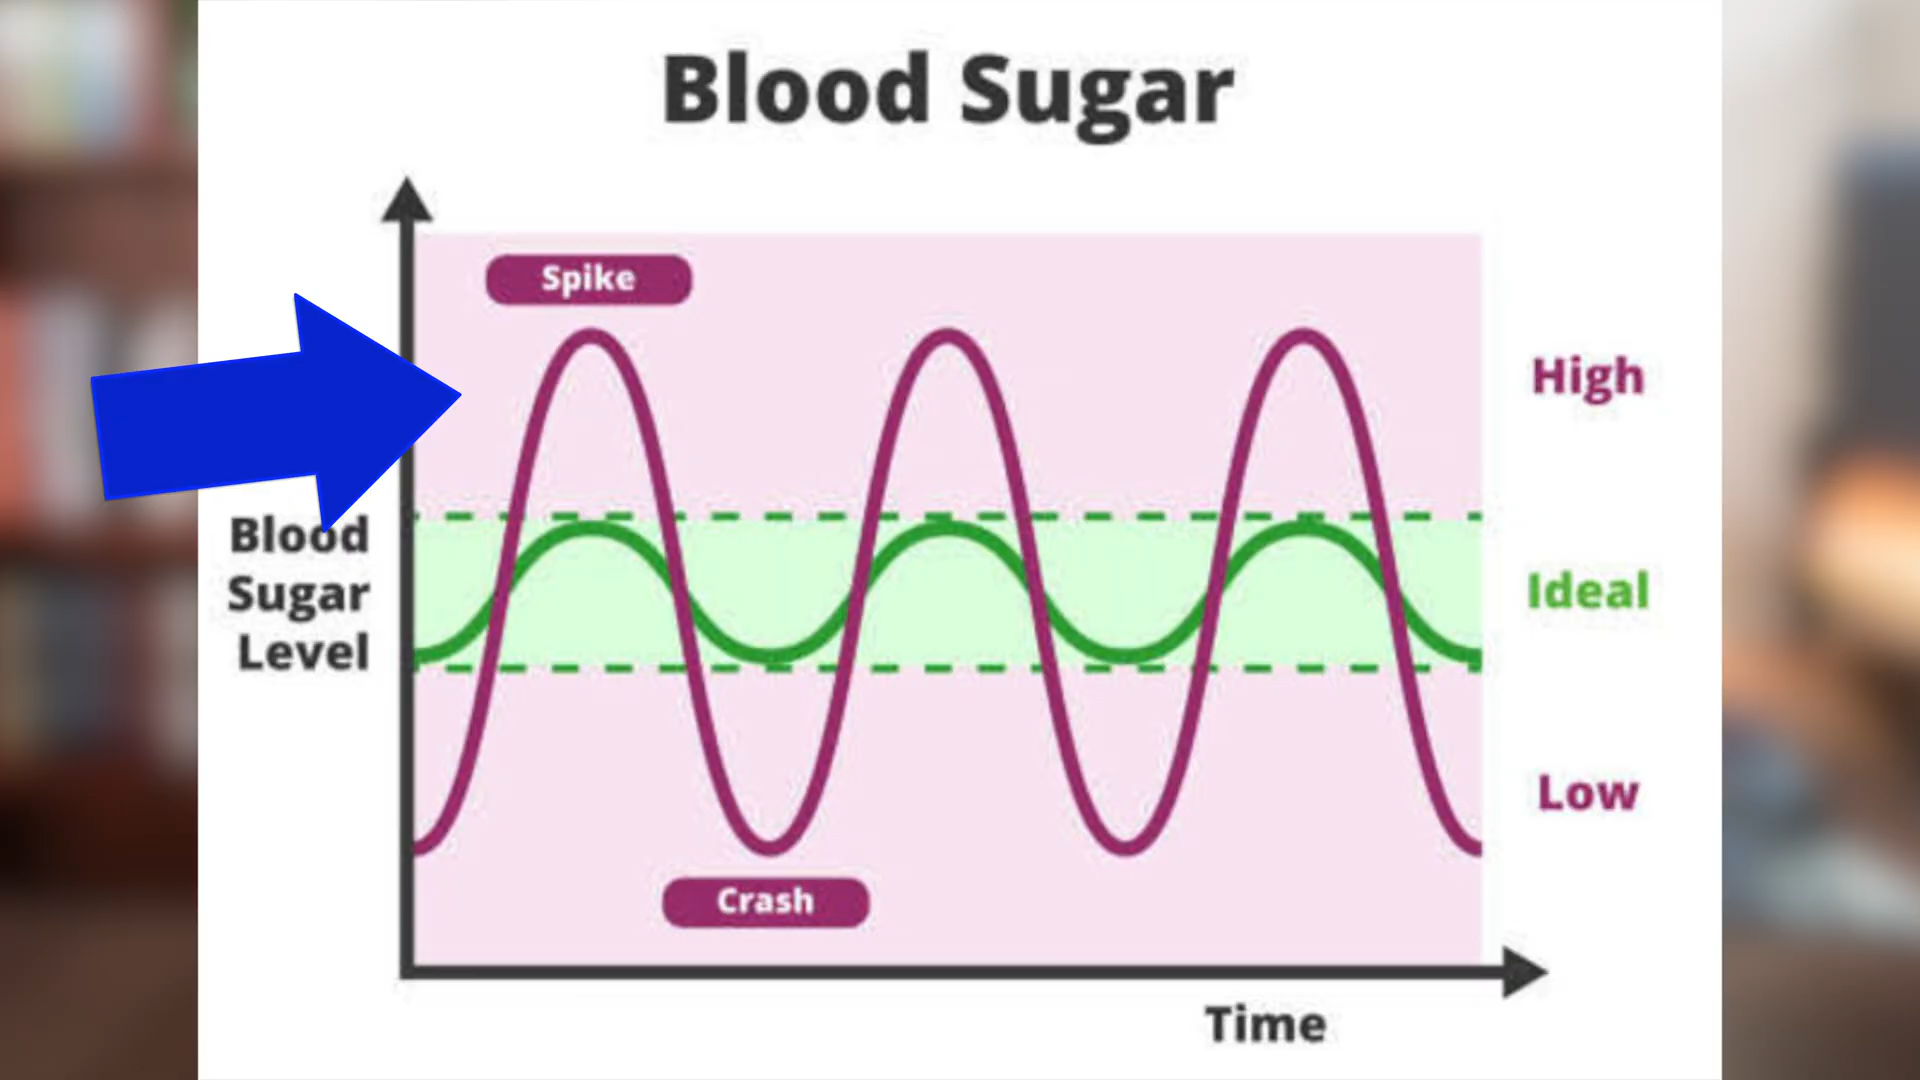 Blood Sugar
Spike
High
Blood
Sugar
Level
Ideal
Low
Crash
Time